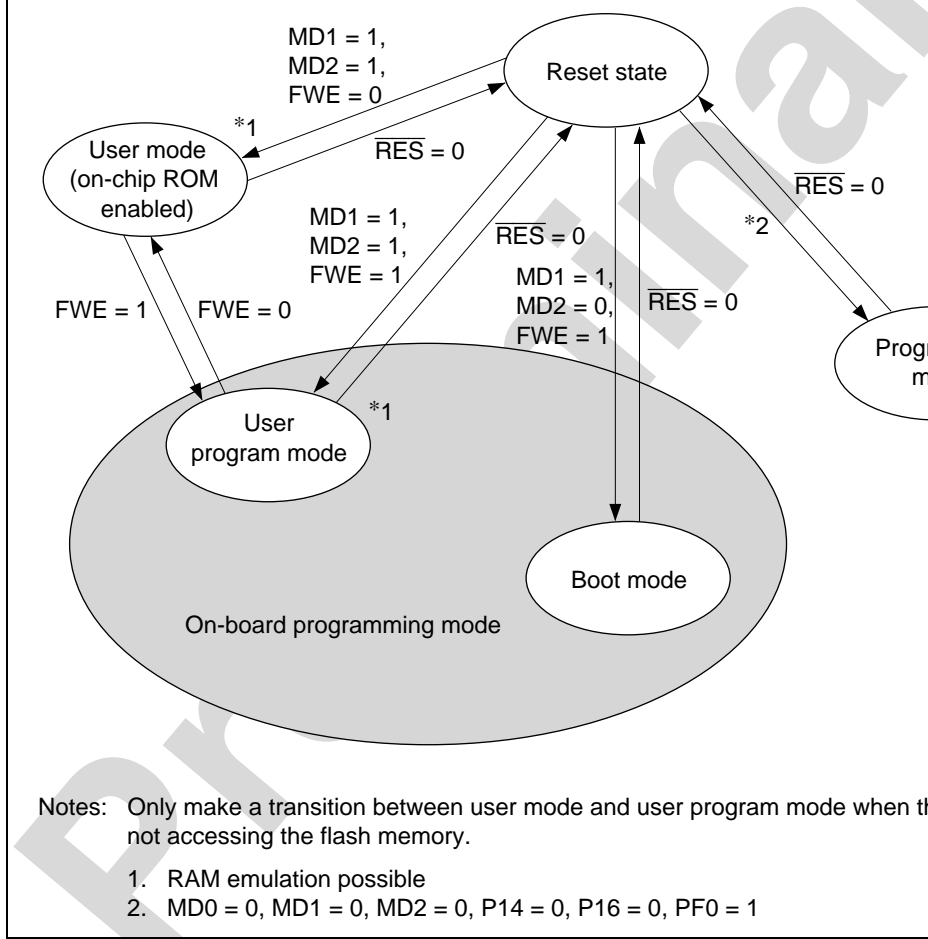 MD1 = 1,
MD2 = 1,
FWE = 0
Reset state
*1
RES = 0
User mode
(on-chip ROM
enabled)
RES = 0
*2
MD1 = 1,
MD2 = 1,
FWE = 1
RES = 0
MD1 = 1,
MD2 = 0,
FWE = 1
RES = 0
FWE = 1
FWE = 0
*1
User
program mode
Boot mode
On-board programming mode
Notes: Only make a transition between user mode and user program mode when
not accessing the flash memory.
1. RAM emulation possible
2. MD0 = 0, MD1 = 0, MD2 = 0, P14 = 0, P16 = 0, PF0 = 1